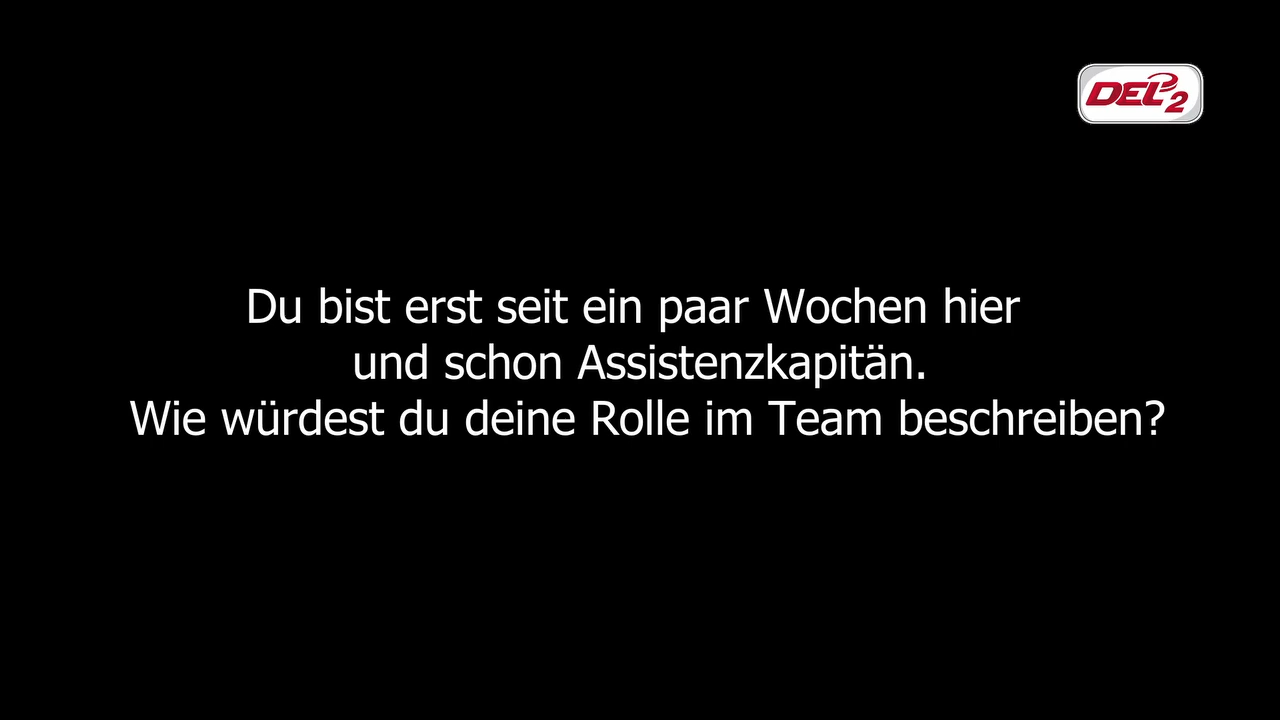 DEL2
Du bist erst seit ein paar Wochen hier
und schon Assistenzkapitän.
Wie würdest du deine Rolle im Team beschreiben?